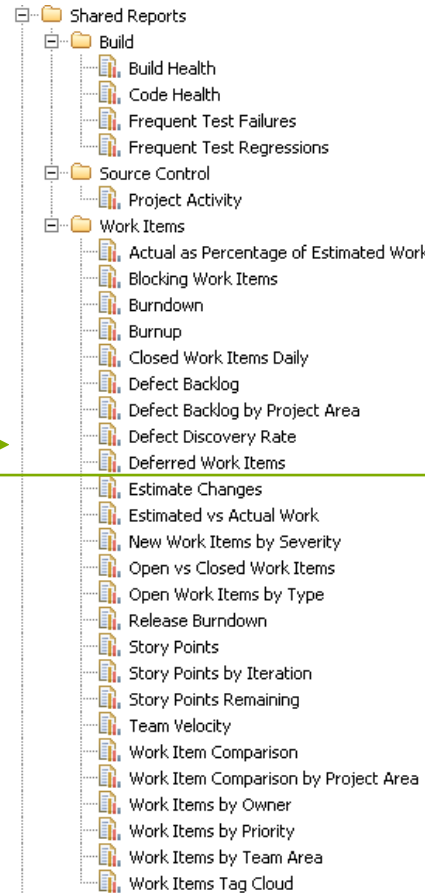 Shared Reports
Build
Build Health
Code Health
Frequent Test Failures
Frequent Test Regressions
Source Control
Project Activity
Work Items
Actual as Percentage of Estimated Work
Blocking Work Items
Burndown
Burnup
Closed Work Items Daily
Defect Backlog
Defect Backlog by Project Area
Defect Discovery Rate
Deferred Work Items
Estimate Changes
Estimated vs Actual Work
New Work Items by Severity
Open vs Closed Work Items
Open Work Items by Type
Release Burndown
Story Points
Story Points by Iteration
Story Points Remaining
Team Velocity
Work Item Comparison
Work Item Comparison by Project Area
Work Items by Owner
Work Items by Priority
Work Items by Team Area
Work Items Tag Cloud